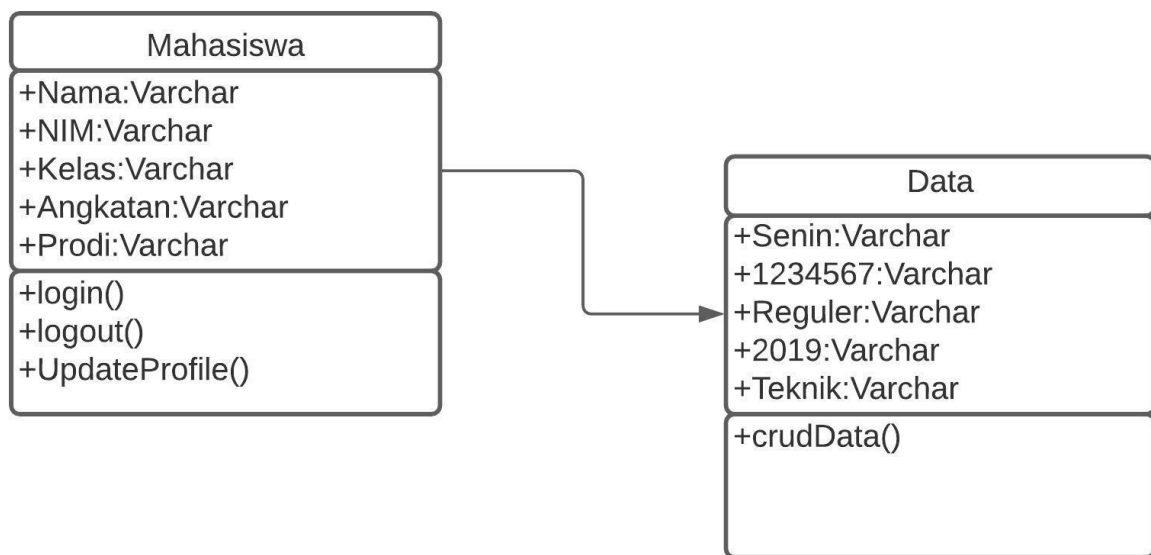 Mahasiswa
+Nama:Varchar
+NIM:Varchar
+Kelas:Varchar
+Angkatan:Varchar
+Prodi:Varchar
+login()
+logout()
+UpdateProfile()
Data
+Senin:Varchar
+1234567:Varchar
+Reguler:Varchar
+2019:Varchar
+Teknik:Varchar
+crudData()